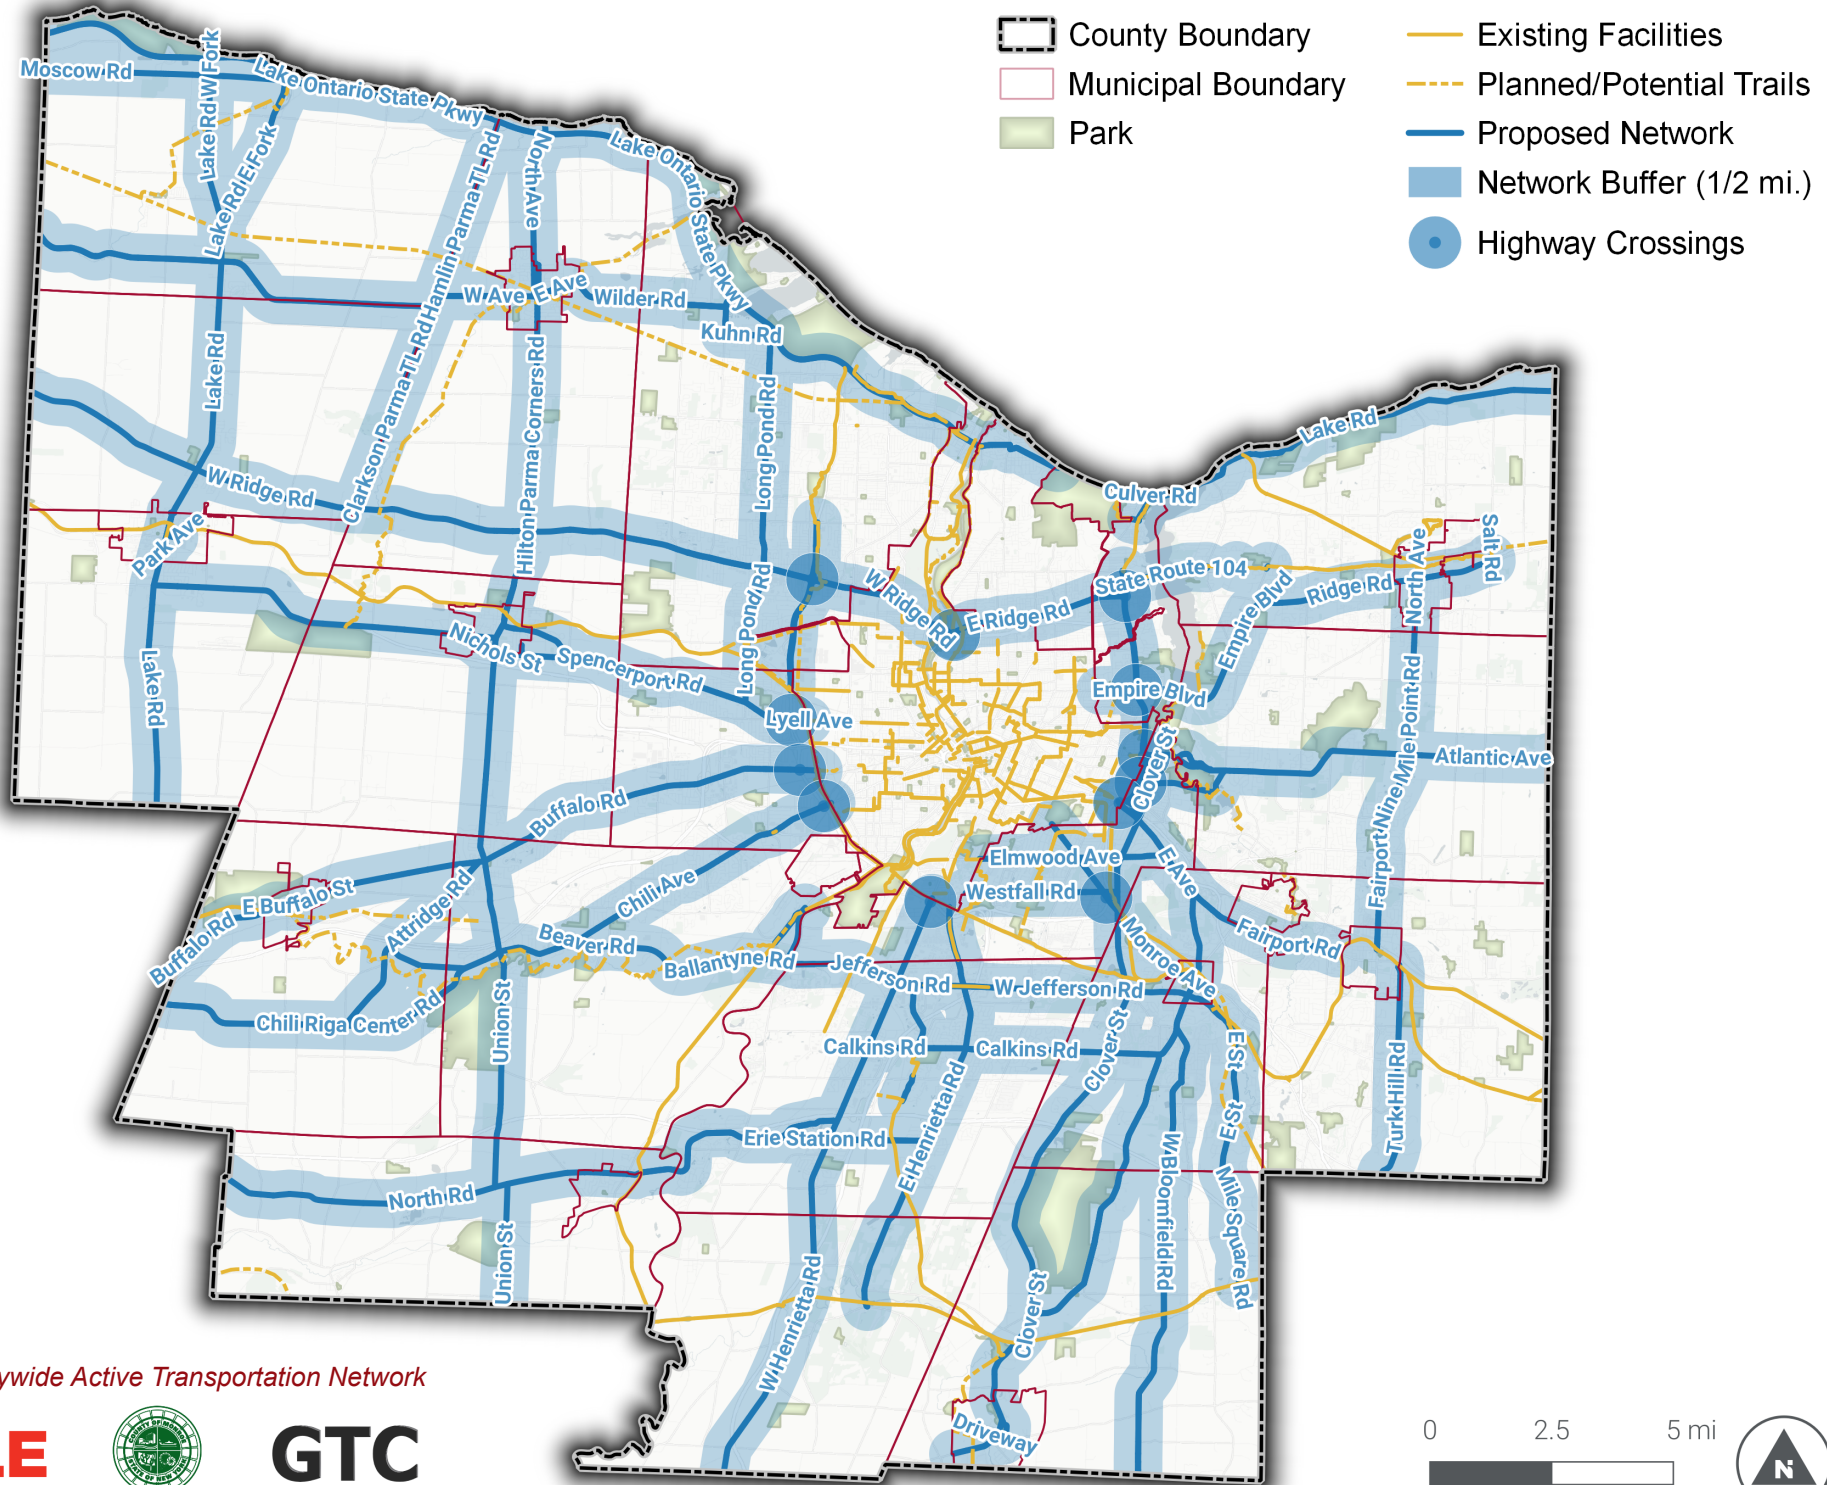 County Boundary
Municipal Boundary
Park
Existing Facilities
Planned/Potential Trails
Proposed Network
Network Buffer (1/2 mi.)
Highway Crossings
Moscow Rd
Lake Rd W Fork
Lake Ontario State Pkwy
Lake Rd E Fork
Hamlin Parma TL Rd
North Ave
Lake Ontario State Pkwy
W Ave
E Ave
Wilder Rd
Kuhn Rd
Lake Rd
Clarkson Parma TL Rd
Hilton Parma Corners Rd
Long Pond Rd
Lake Rd
W Ridge Rd
Culver Rd
Park Ave
Long Pond Rd
W Ridge Rd
E Ridge Rd
State Route 104
Empire Blvd
Ridge Rd
North Ave
Salt Rd
Nichols St
Spencerport Rd
Lake Rd
Lyell Ave
Empire Blvd
Clover St
Atlantic Ave
Fairport Nine Mile Point Rd
Buffalo Rd
Elmwood Ave
E Ave
Westfall Rd
E Buffalo St
Buffalo Rd
Attridge Rd
Chili Ave
Beaver Rd
Ballantyne Rd
Jefferson Rd
W Jefferson Rd
Monroe Ave
Fairport Rd
Chili Riga Center Rd
Union St
Calkins Rd
Calkins Rd
Clover St
E St
Turk Hill Rd
E Henrietta Rd
Erie Station Rd
E St
W Bloomfield Rd
Mile Square Rd
North Rd
Union St
W Henrietta Rd
Clover St
Driveway
ywide Active Transportation Network
LE
COUNTY OF MONROE
STATE OF NEW YORK
GTC
0
2.5
5 mi
N